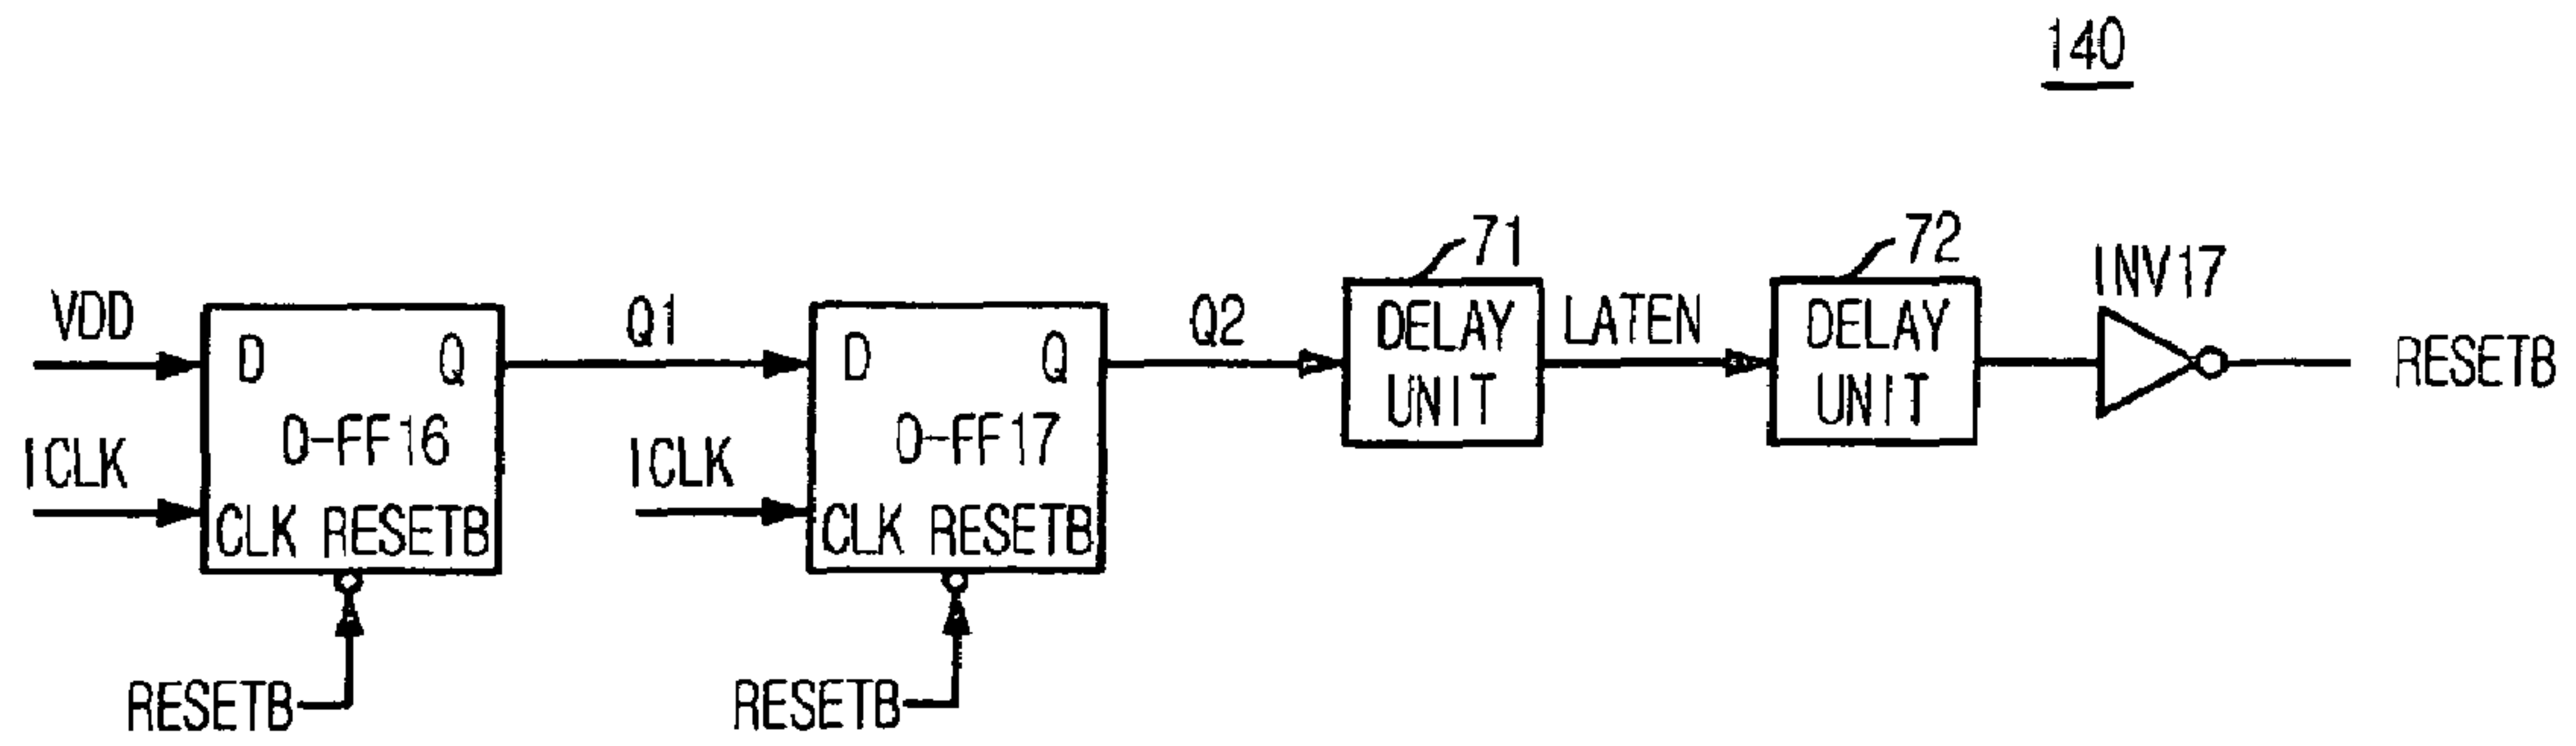 140
VDD
ICLK
D Q
D-FF16
CLK RESETB
RESETB
Q1
ICLK
D Q
D-FF17
CLK RESETB
RESETB
Q2
71
DELAY
UNIT
LATEN
72
DELAY
UNIT
INV17
RESETB